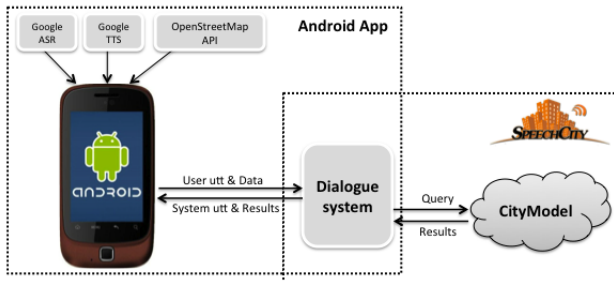 Google
ASR
Google
TTS
OpenStreetMap
API
Android App
ANDROID
User utt & Data
System utt & Results
Dialogue
system
Query
Results
SPEECHCITY
CityModel